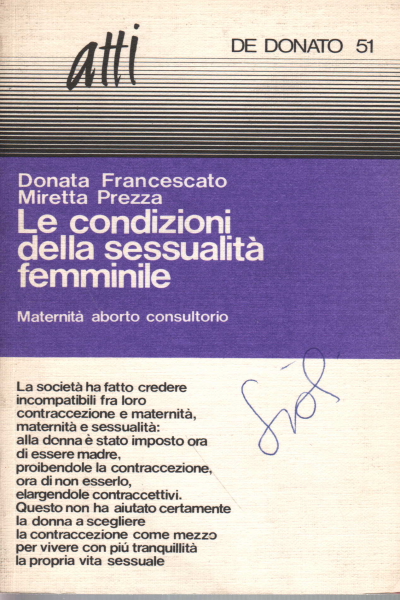 atti
DE DONATO 51
Donata Francescato
Miretta Prezza
Le condizioni
della sessualità
femminile
Maternità aborto consultorio
La società ha fatto credere
incompatibili fra loro
contraccezione e maternità,
maternità e sessualità:
alla donna è stato imposto ora
di essere madre,
proibendole la contraccezione,
ora di non esserlo,
elargendole contraccettivi.
Questo non ha aiutato certamente
la donna a scegliere
la contraccezione come mezzo
per vivere con piú tranquillità
la propria vita sessuale